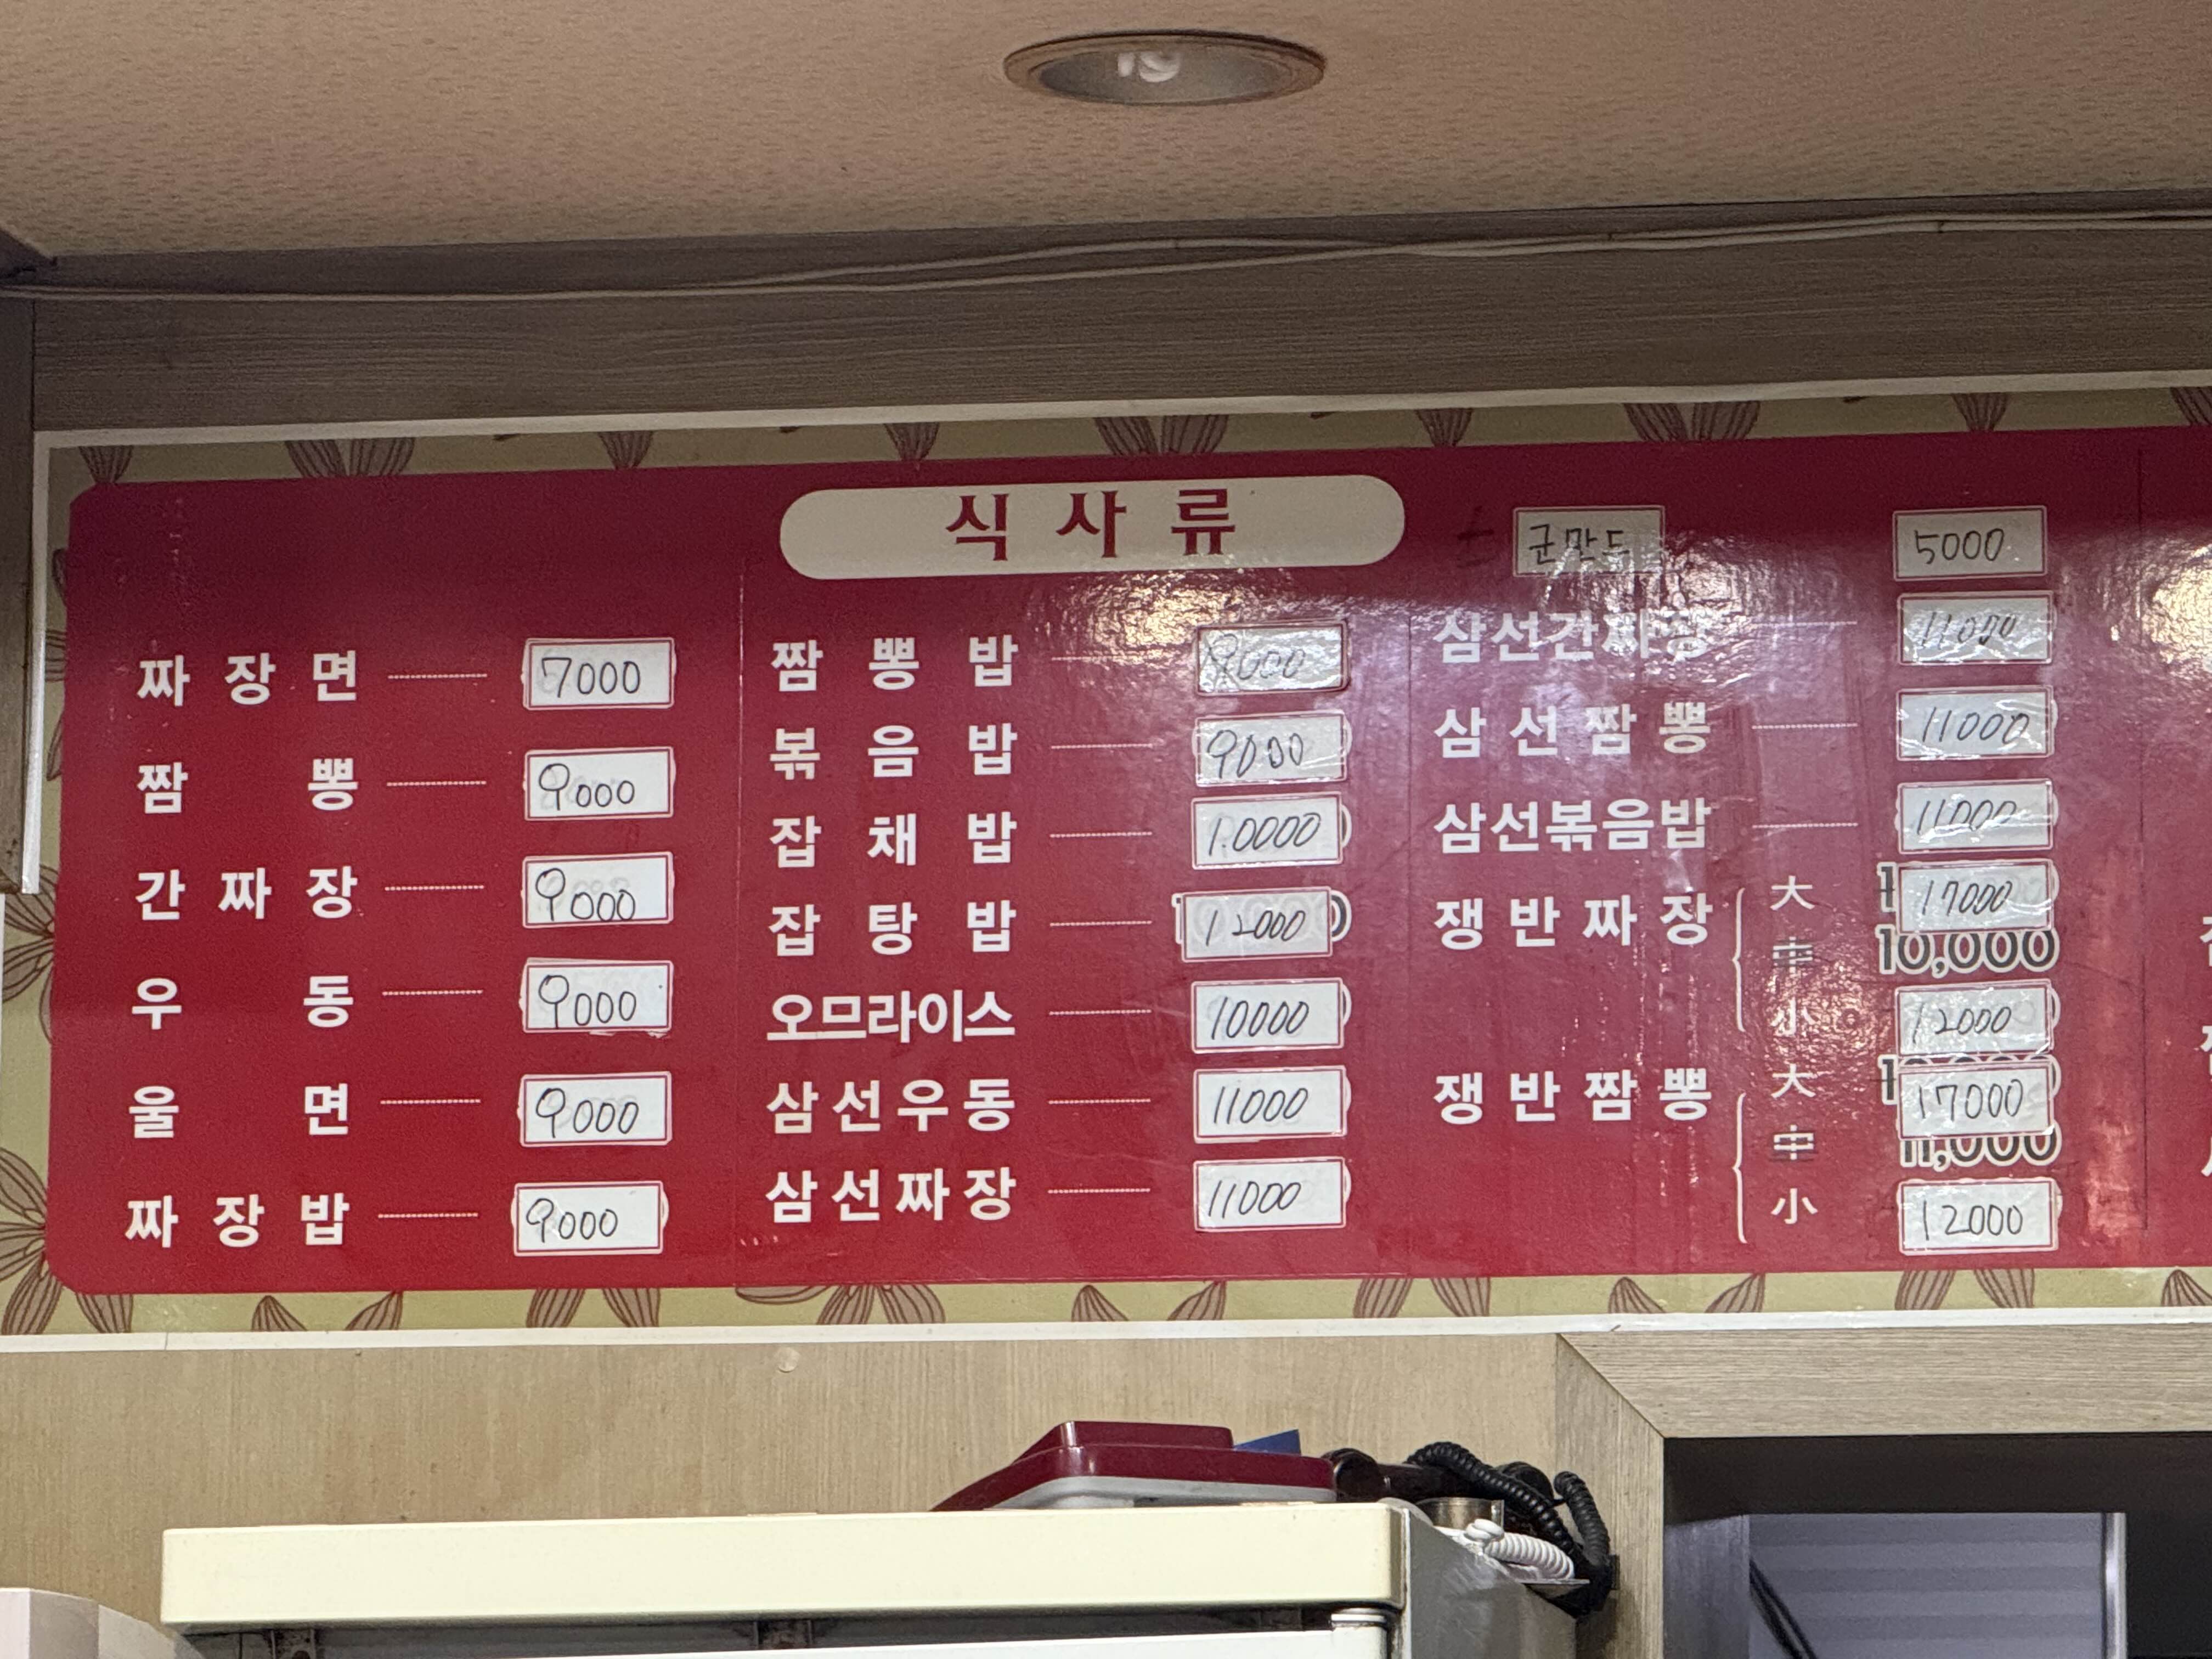 식사류
짜장면 7000
짬뽕 9000
간짜장 9000
우동 9000
울면 9000
짜장밥 9000
짬뽕밥 9000
볶음밥 9000
잡채밥 10000
잡탕밥 12000
오므라이스 10000
삼선우동 11000
삼선짜장 11000
군만두 5000
삼선간짜장 11000
삼선짬뽕 11000
삼선볶음밥 11000
쟁반짜장 大 17000
中 10,000
小 12000
쟁반짬뽕 大 17000
中 11,000
小 12000